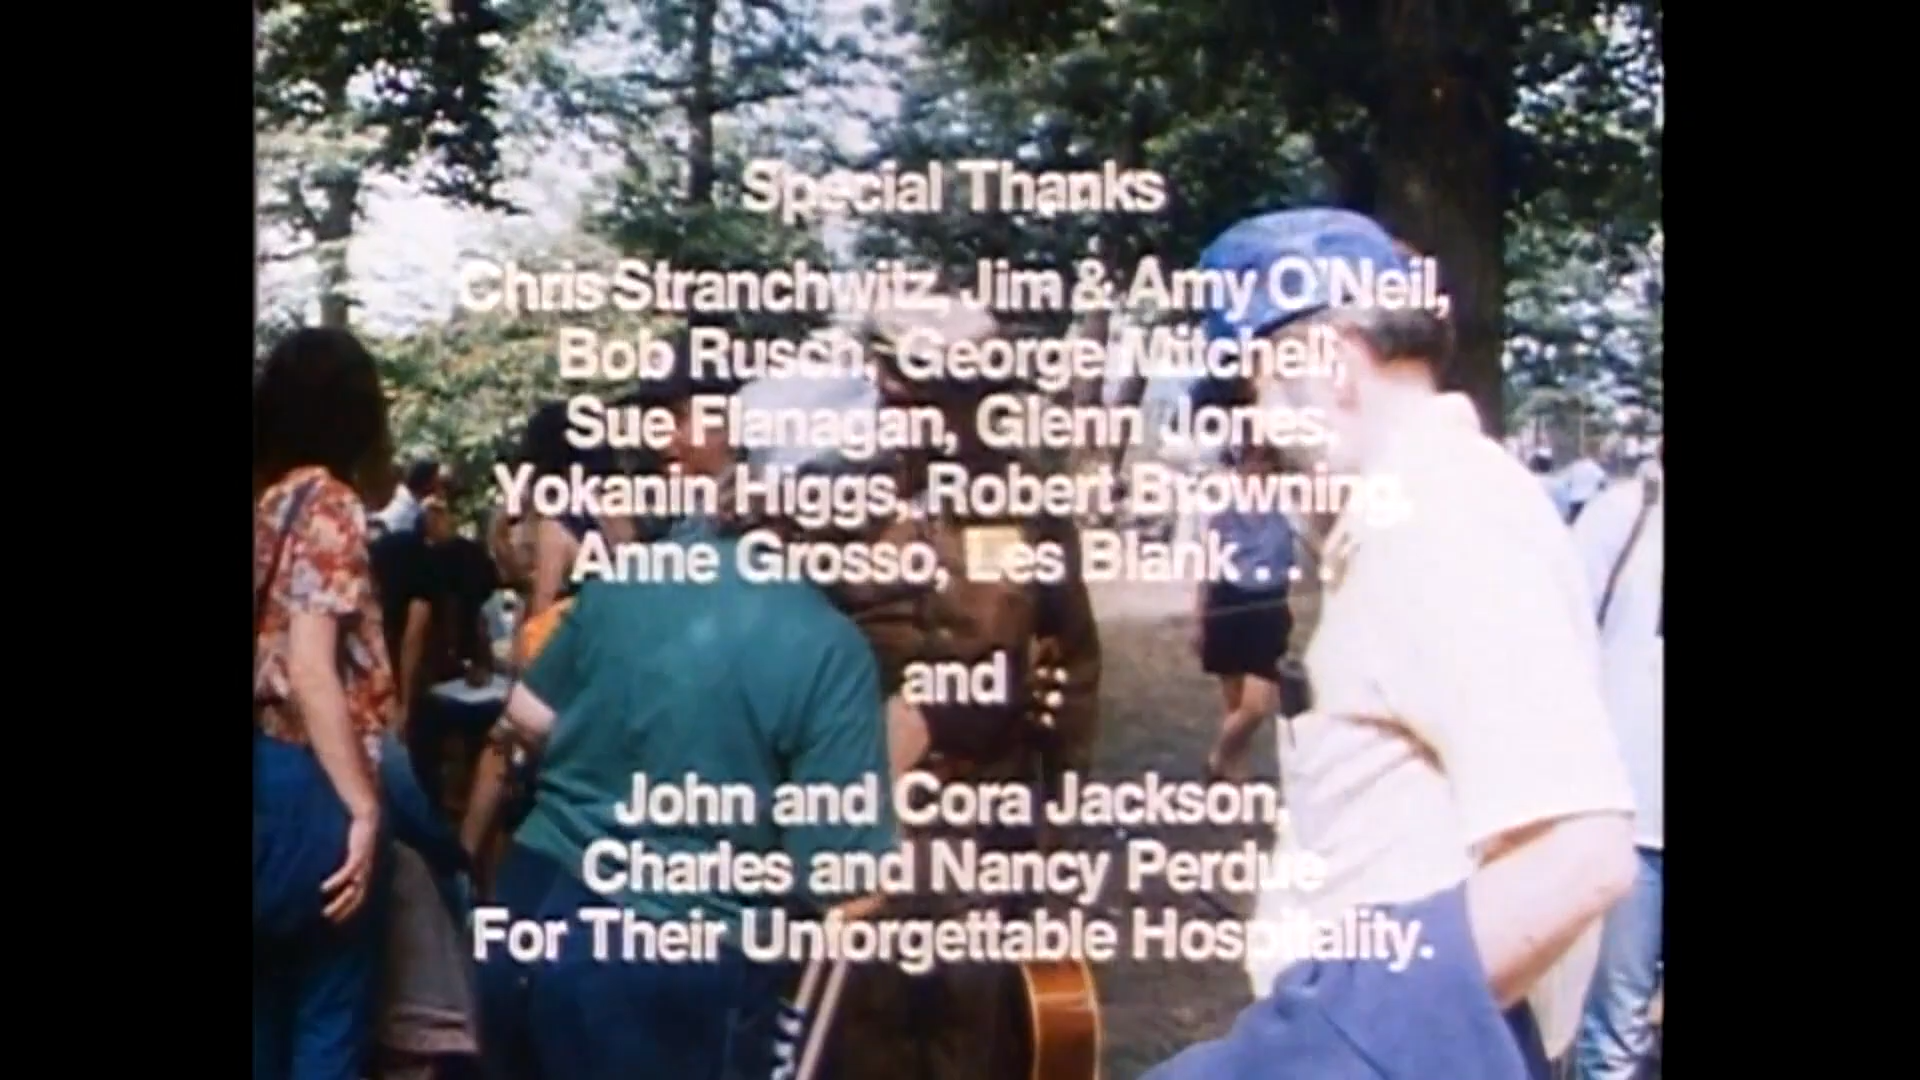 Special Thanks
Chris Stranchwitz, Jim & Amy O'Neil,
Bob Rusch, George Mitchell,
Sue Flanagan, Glenn Jones,
Yokanin Higgs, Robert Browning,
Anne Grosso, Les Blank . . .
and
John and Cora Jackson,
Charles and Nancy Perdue
For Their Unforgettable Hospitality.